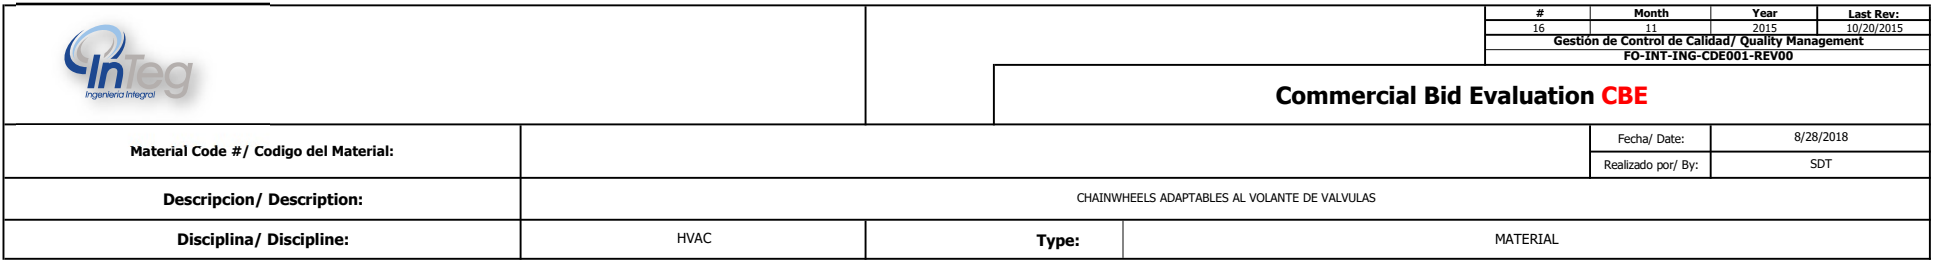 InTeg
Ingeniería Integral
# Month Year Last Rev:
16 11 2015 10/20/2015
Gestión de Control de Calidad/ Quality Management
FO-INT-ING-CDE001-REV00
Commercial Bid Evaluation CBE
Material Code #/ Codigo del Material:
Fecha/ Date: 8/28/2018
Realizado por/ By: SDT
Descripcion/ Description: CHAINWHEELS ADAPTABLES AL VOLANTE DE VALVULAS
Disciplina/ Discipline: HVAC Type: MATERIAL